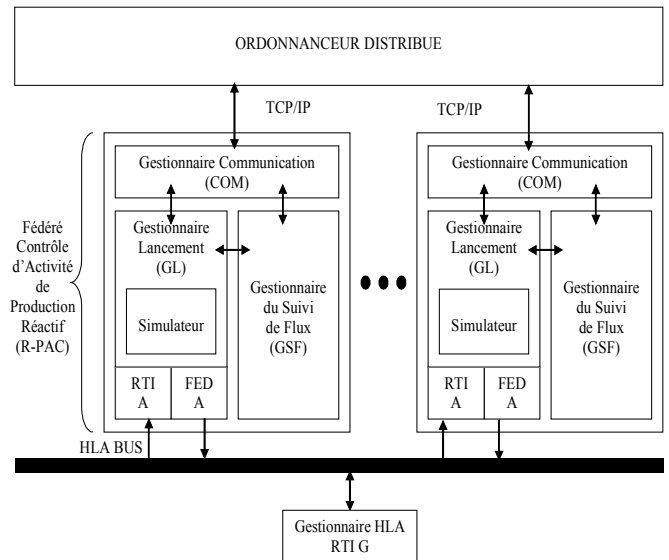 ORDONNANCEUR DISTRIBUE
TCP/IP
TCP/IP
Fédéré
Contrôle
d'Activité
de
Production
Réactif
(R-PAC)
Gestionnaire Communication
(COM)
Gestionnaire
Lancement
(GL)
Simulateur
Gestionnaire
du Suivi
de Flux
(GSF)
RTI
A
FED
A
Gestionnaire Communication
(COM)
Gestionnaire
Lancement
(GL)
Simulateur
Gestionnaire
du Suivi
de Flux
(GSF)
RTI
A
FED
A
HLA BUS
Gestionnaire HLA
RTI G